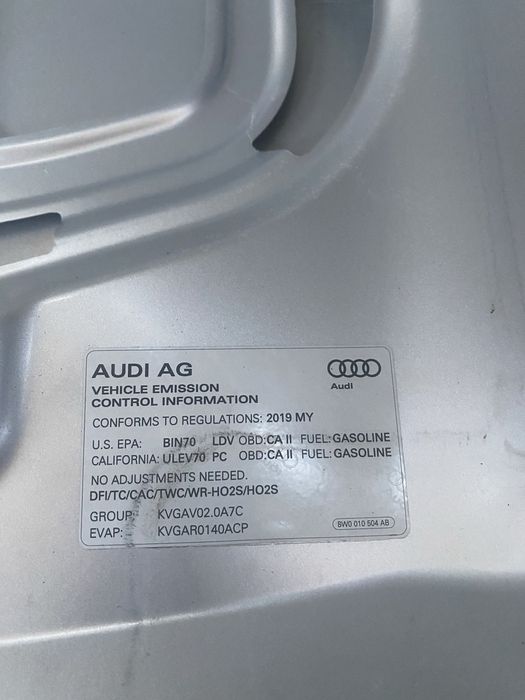 AUDI AG
Audi
VEHICLE EMISSION
CONTROL INFORMATION
CONFORMS TO REGULATIONS: 2019 MY
U.S. EPA: BIN70 LDV OBD:CA II FUEL:GASOLINE
CALIFORNIA: ULEV70 PC OBD:CA II FUEL:GASOLINE
NO ADJUSTMENTS NEEDED.
DFI/TC/CAC/TWC/WR-HO2S/HO2S
GROUP: KVGAV02.0A7C
EVAP: KVGAR0140ACP
8W0 010 504 AB